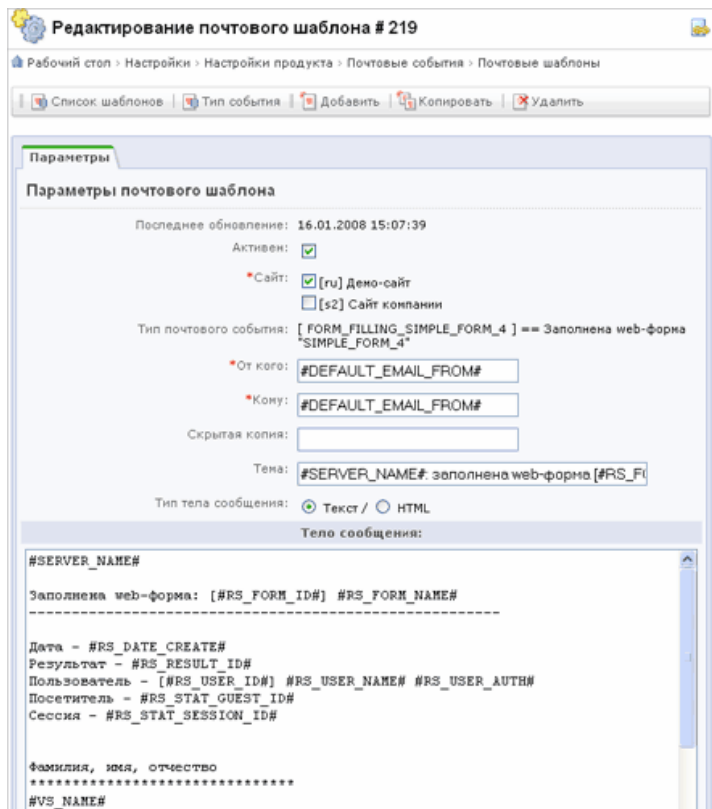 Редактирование почтового шаблона # 219
Рабочий стол › Настройки › Настройки продукта › Почтовые события › Почтовые шаблоны
Список шаблонов | Тип события | Добавить | Копировать | Удалить
Параметры
Параметры почтового шаблона
Последнее обновление: 16.01.2008 15:07:39
Активен:
*Сайт: [ru] Демо-сайт
[s2] Сайт компании
Тип почтового события: [ FORM_FILLING_SIMPLE_FORM_4 ] == Заполнена web-форма
"SIMPLE_FORM_4"
*От кого: #DEFAULT_EMAIL_FROM#
*Кому: #DEFAULT_EMAIL_FROM#
Скрытая копия:
Тема: #SERVER_NAME#: заполнена web-форма [#RS_F
Тип тела сообщения: Текст / HTML
Тело сообщения:
#SERVER_NAME#
Заполнена web-форма: [#RS_FORM_ID#] #RS_FORM_NAME#
-------------------------------------------------------
Дата - #RS_DATE_CREATE#
Результат - #RS_RESULT_ID#
Пользователь - [#RS_USER_ID#] #RS_USER_NAME# #RS_USER_AUTH#
Посетитель - #RS_STAT_GUEST_ID#
Сессия - #RS_STAT_SESSION_ID#
Фамилия, имя, отчество
*******************************
#VS_NAME#